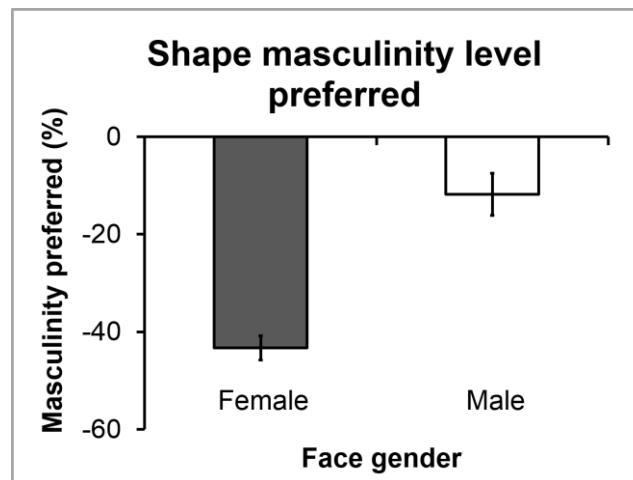 Shape masculinity level
preferred
Masculinity preferred (%)
0
-20
-40
-60
Female Male
Face gender